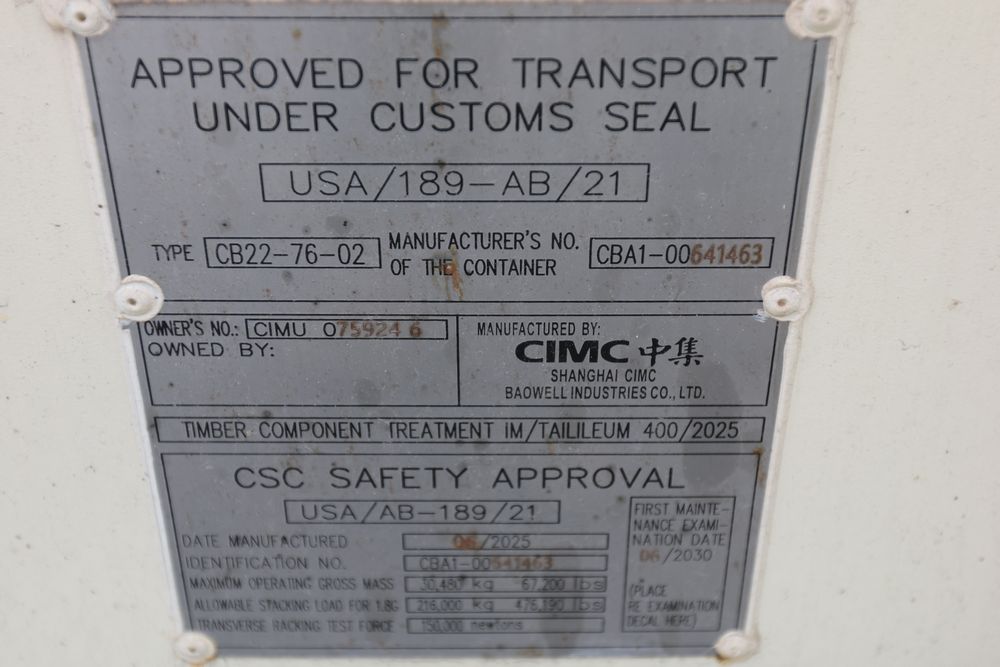 APPROVED FOR TRANSPORT
UNDER CUSTOMS SEAL
USA/189-AB/21
TYPE CB22-76-02 MANUFACTURER'S NO. OF THE CONTAINER CBA1-00641463
OWNER'S NO.: CIMU 0759246
OWNED BY:
MANUFACTURED BY:
CIMC 中集
SHANGHAI CIMC
BAOWELL INDUSTRIES CO., LTD.
TIMBER COMPONENT TREATMENT IM/TAILILEUM 400/2025
CSC SAFETY APPROVAL
USA/AB-189/21
DATE MANUFACTURED 06/2025
IDENTIFICATION NO. CBA1-00641463
MAXIMUM OPERATING GROSS MASS 30,480 kg 67,200 lbs
ALLOWABLE STACKING LOAD FOR 1.8G 216,000 kg 476,190 lbs
TRANSVERSE RACKING TEST FORCE 150,000 newtons
FIRST MAINTE-
NANCE EXAMI-
NATION DATE
06/2030
(PLACE
RE EXAMINATION
DECAL HERE)